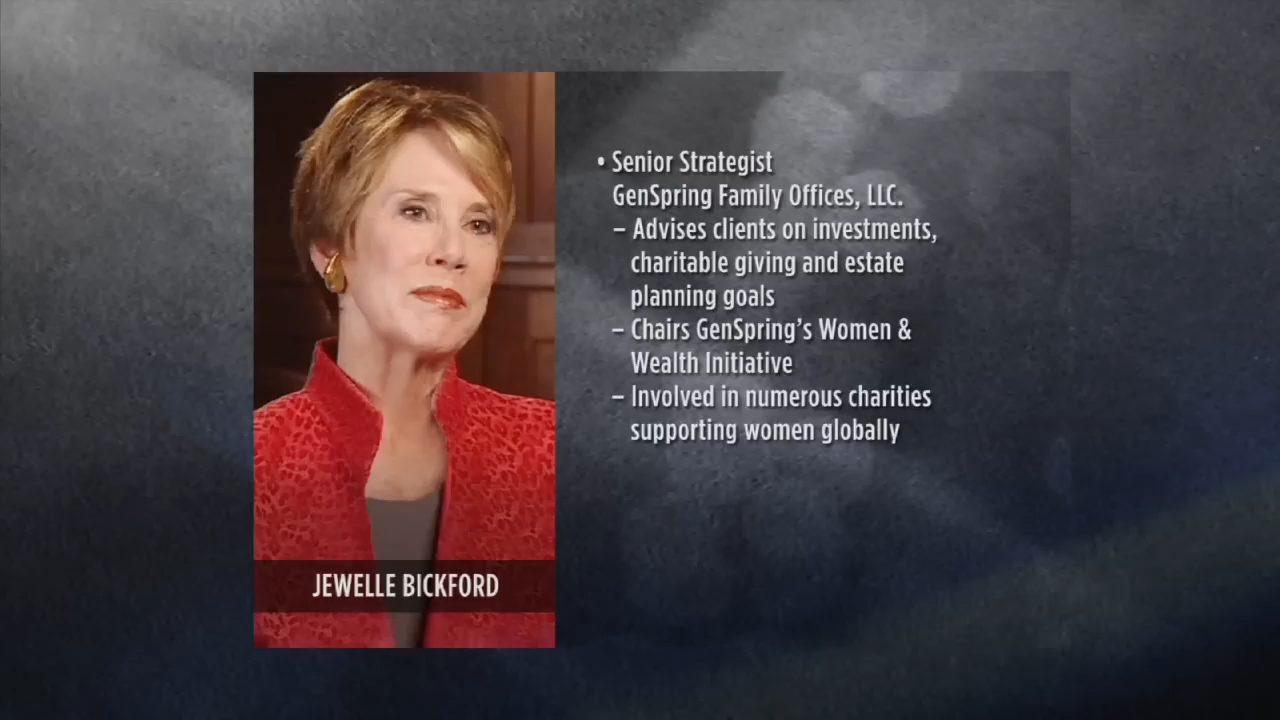 • Senior Strategist
GenSpring Family Offices, LLC.
– Advises clients on investments,
charitable giving and estate
planning goals
– Chairs GenSpring's Women &
Wealth Initiative
– Involved in numerous charities
supporting women globally
JEWELLE BICKFORD